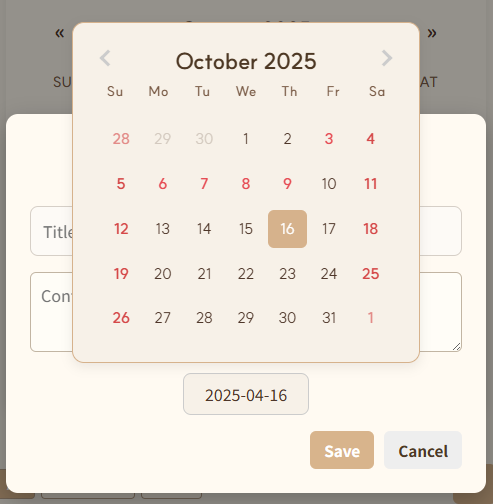 « »
October 2025
SU AT
Su Mo Tu We Th Fr Sa
28 29 30 1 2 3 4
5 6 7 8 9 10 11
12 13 14 15 16 17 18
Title
19 20 21 22 23 24 25
26 27 28 29 30 31 1
2025-04-16
Save Cancel